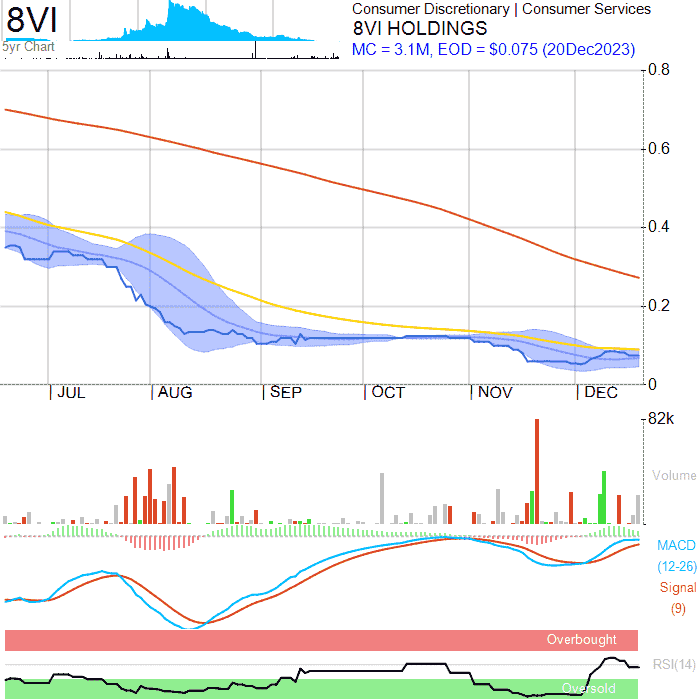 8VI
5yr Chart
Consumer Discretionary | Consumer Services
8VI HOLDINGS
MC = 3.1M, EOD = $0.075 (20Dec2023)
0.8
0.6
0.4
0.2
0
JUL AUG SEP OCT NOV DEC
82k
Volume
MACD
(12-26)
Signal
(9)
Overbought
RSI(14)
Oversold